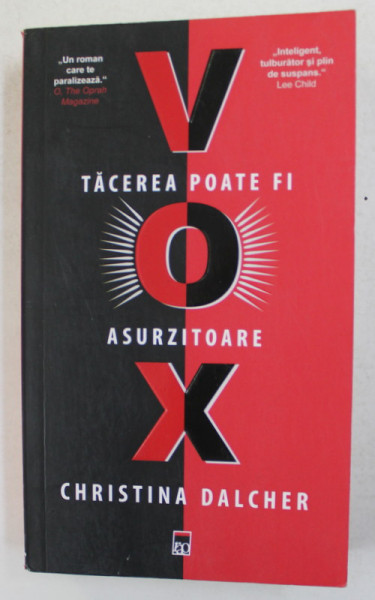 „Un roman
care te
paralizează.“
O, The Oprah
Magazine
„Inteligent,
tulburător și plin
de suspans.“
Lee Child
V
TĂCEREA POATE FI
O
ASURZITOARE
X
CHRISTINA DALCHER
rao